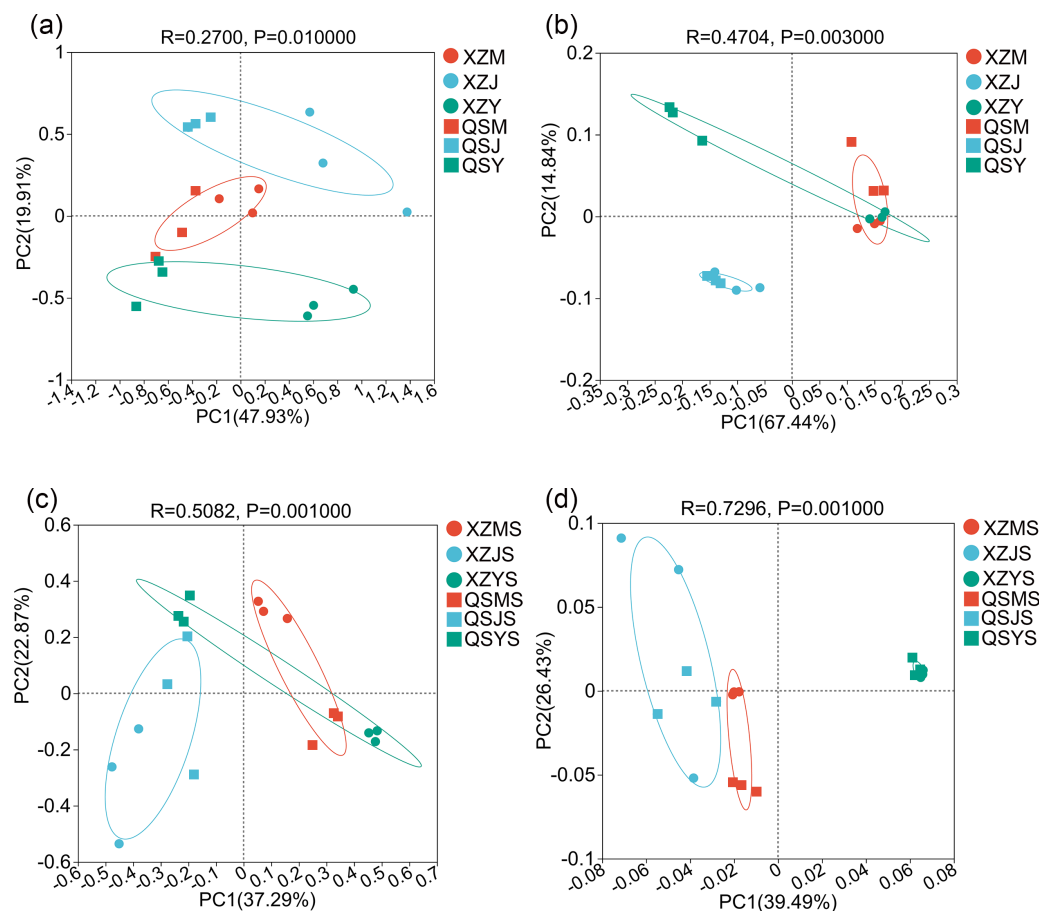 (a)
R=0.2700, P=0.010000
1
0.5
0
-0.5
-1
PC2(19.91%)
-1.4
-1.2
-1
-0.8
-0.6
-0.4
-0.2
0
0.2
0.4
0.6
0.8
1
1.2
1.4
1.6
PC1(47.93%)
XZM
XZJ
XZY
QSM
QSJ
QSY
(b)
R=0.4704, P=0.003000
0.2
0.1
0
-0.1
-0.2
PC2(14.84%)
-0.35
-0.3
-0.25
-0.2
-0.15
-0.1
-0.05
0
0.05
0.1
0.15
0.2
0.25
0.3
PC1(67.44%)
XZM
XZJ
XZY
QSM
QSJ
QSY
(c)
R=0.5082, P=0.001000
0.6
0.4
0.2
0
-0.2
-0.4
-0.6
PC2(22.87%)
-0.6
-0.5
-0.4
-0.3
-0.2
-0.1
0
0.1
0.2
0.3
0.4
0.5
0.6
0.7
PC1(37.29%)
XZMS
XZJS
XZYS
QSMS
QSJS
QSYS
(d)
R=0.7296, P=0.001000
0.1
0.05
0
-0.05
-0.1
PC2(26.43%)
-0.08
-0.06
-0.04
-0.02
0
0.02
0.04
0.06
0.08
PC1(39.49%)
XZMS
XZJS
XZYS
QSMS
QSJS
QSYS